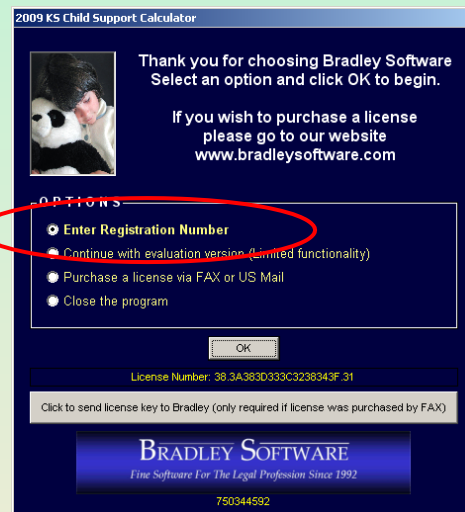 2009 KS Child Support Calculator
Thank you for choosing Bradley Software
Select an option and click OK to begin.
If you wish to purchase a license
please go to our website
www.bradleysoftware.com
OPTIONS
Enter Registration Number
Continue with evaluation version (Limited functionality)
Purchase a license via FAX or US Mail
Close the program
OK
License Number: 38.3A383D333C3238343F.31
Click to send license key to Bradley (only required if license was purchased by FAX)
BRADLEY SOFTWARE
Fine Software For The Legal Profession Since 1992
750344592